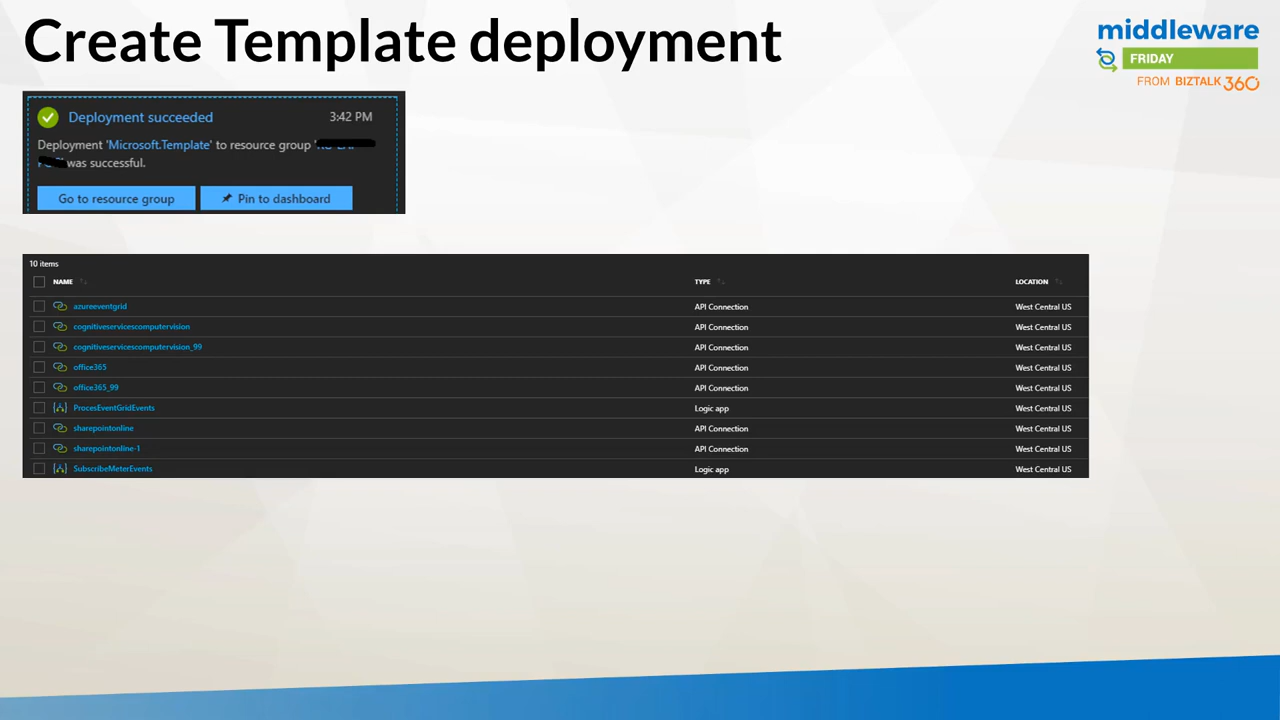 Create Template deployment
middleware
FRIDAY
FROM BIZTALK360
Deployment succeeded 3:42 PM
Deployment 'Microsoft.Template' to resource group '
was successful.
Go to resource group Pin to dashboard
10 items
NAME TYPE LOCATION
azureeventgrid API Connection West Central US
cognitiveservicescomputervision API Connection West Central US
cognitiveservicescomputervision_99 API Connection West Central US
office365 API Connection West Central US
office365_99 API Connection West Central US
ProcesEventGridEvents Logic app West Central US
sharepointonline API Connection West Central US
sharepointonline-1 API Connection West Central US
SubscribeMeterEvents Logic app West Central US